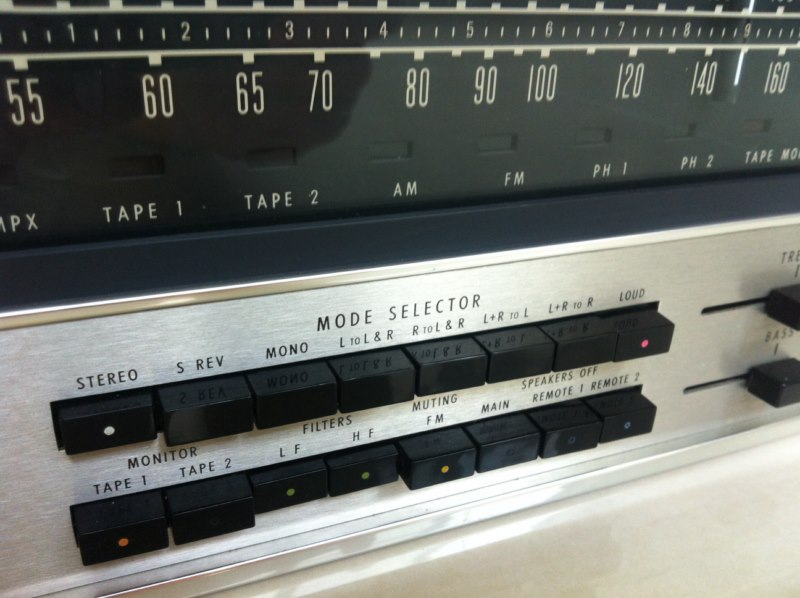 1 2 3 4 5 6 7 8 9
55 60 65 70 80 90 100 120 140 160
MPX TAPE 1 TAPE 2 AM FM PH 1 PH 2 TAPE
MODE SELECTOR
STEREO S REV MONO L TO L & R R TO L & R L+R TO L L+R TO R LOUD
BASS
MONITOR FILTERS MUTING SPEAKERS OFF
TAPE 1 TAPE 2 L F H F FM MAIN REMOTE 1 REMOTE 2